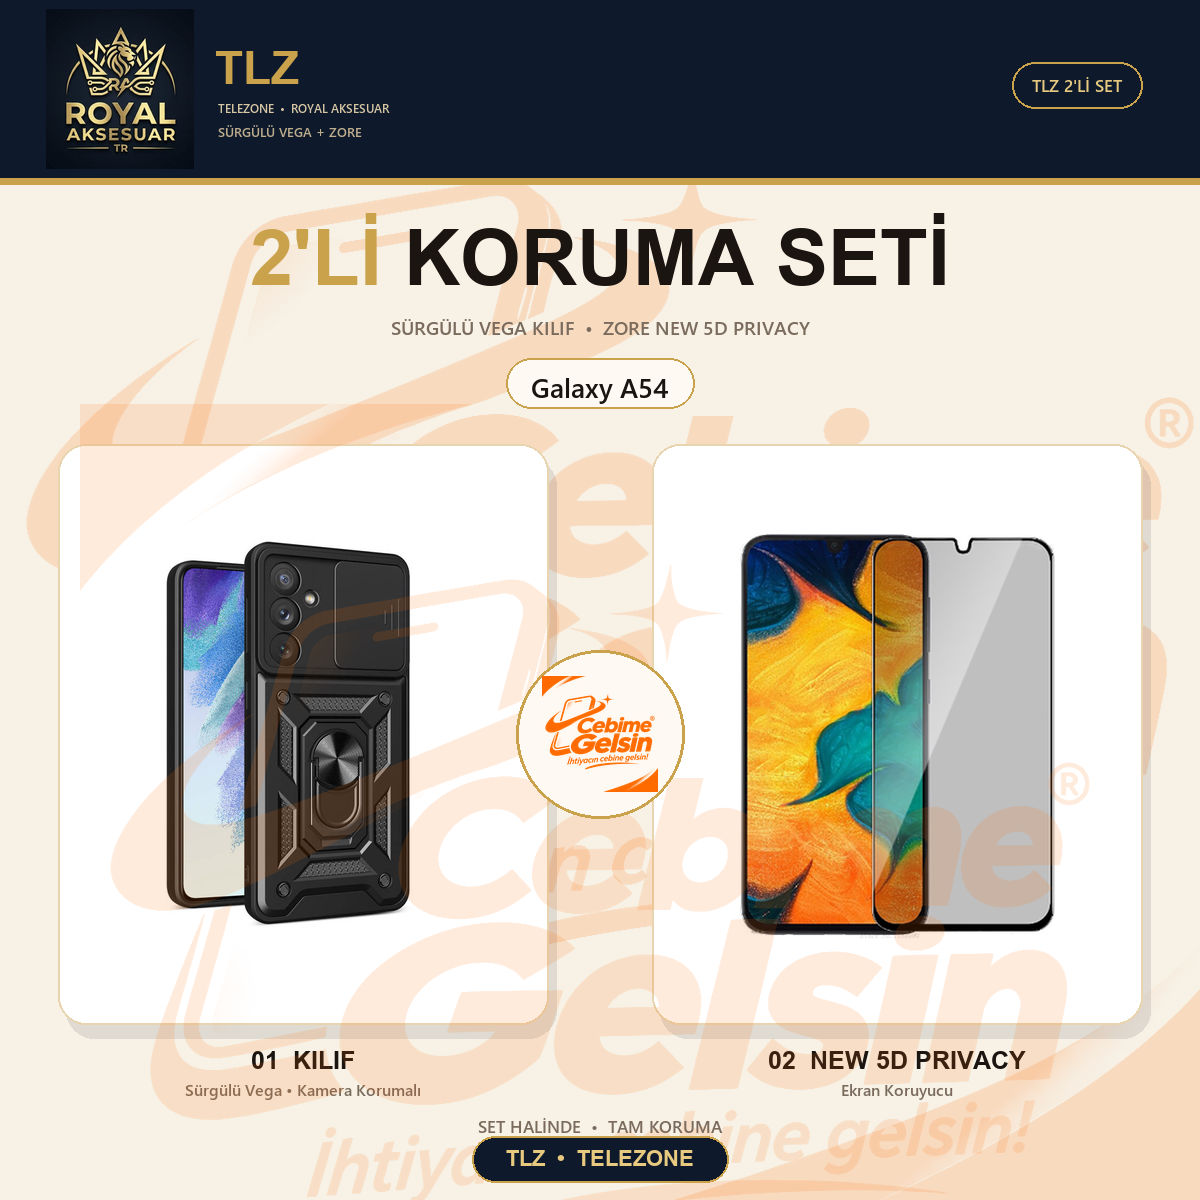 ROYAL
AKSESUAR
TR
TLZ
TELEZONE • ROYAL AKSESUAR
SÜRGÜLÜ VEGA + ZORE
TLZ 2'Lİ SET
2'Lİ KORUMA SETİ
SÜRGÜLÜ VEGA KILIF • ZORE NEW 5D PRIVACY
Galaxy A54
Cebime®
Gelsin
İhtiyacın cebine gelsin!
Cebime®
Gelsin
01 KILIF
Sürgülü Vega • Kamera Korumalı
02 NEW 5D PRIVACY
Ekran Koruyucu
SET HALİNDE • TAM KORUMA
TLZ • TELEZONE